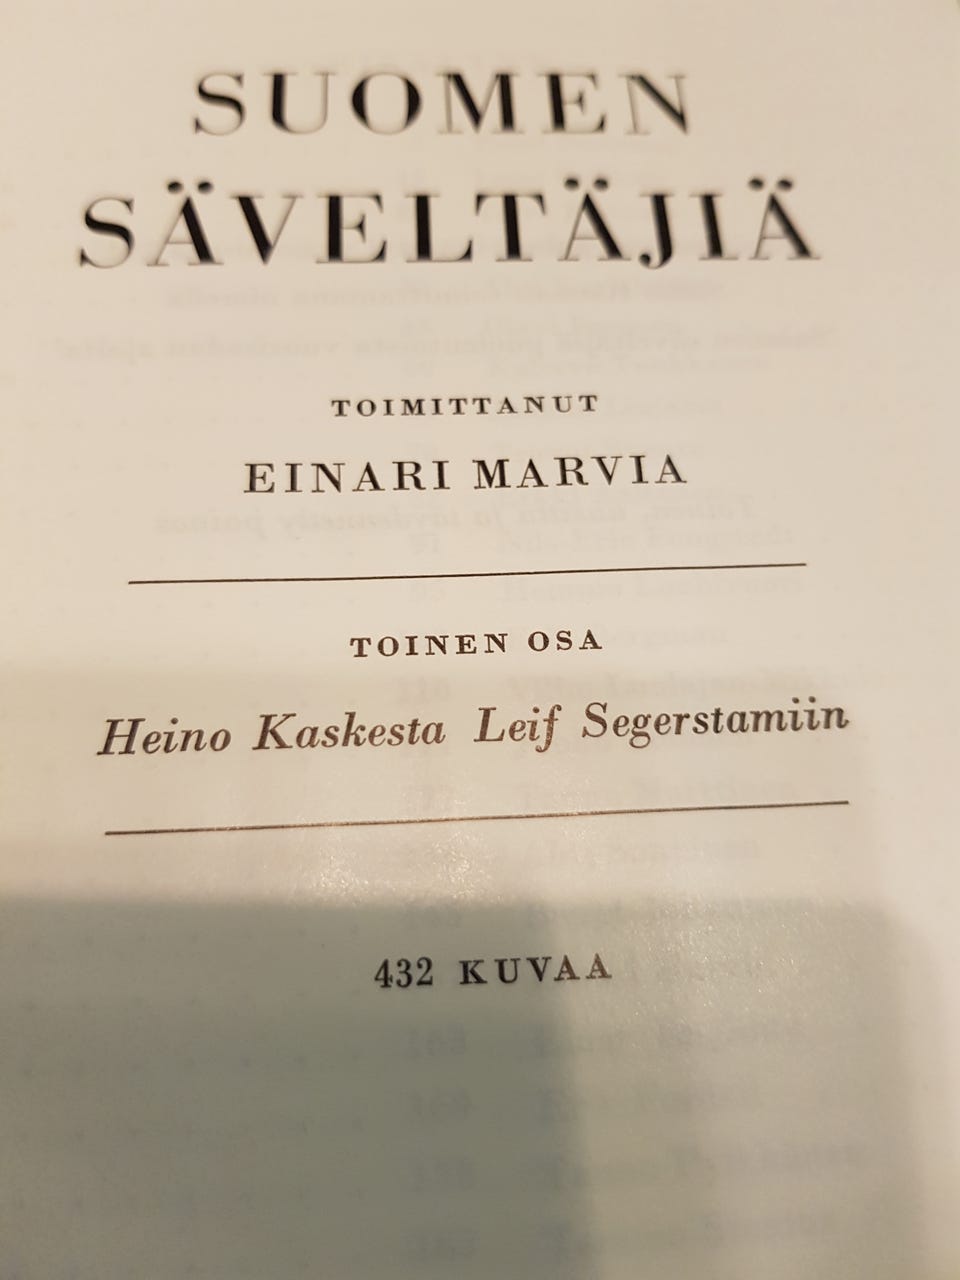 SUOMEN
SÄVELTÄJIÄ
TOIMITTANUT
EINARI MARVIA
TOINEN OSA
Heino Kaskesta Leif Segerstamiin
432 KUVAA